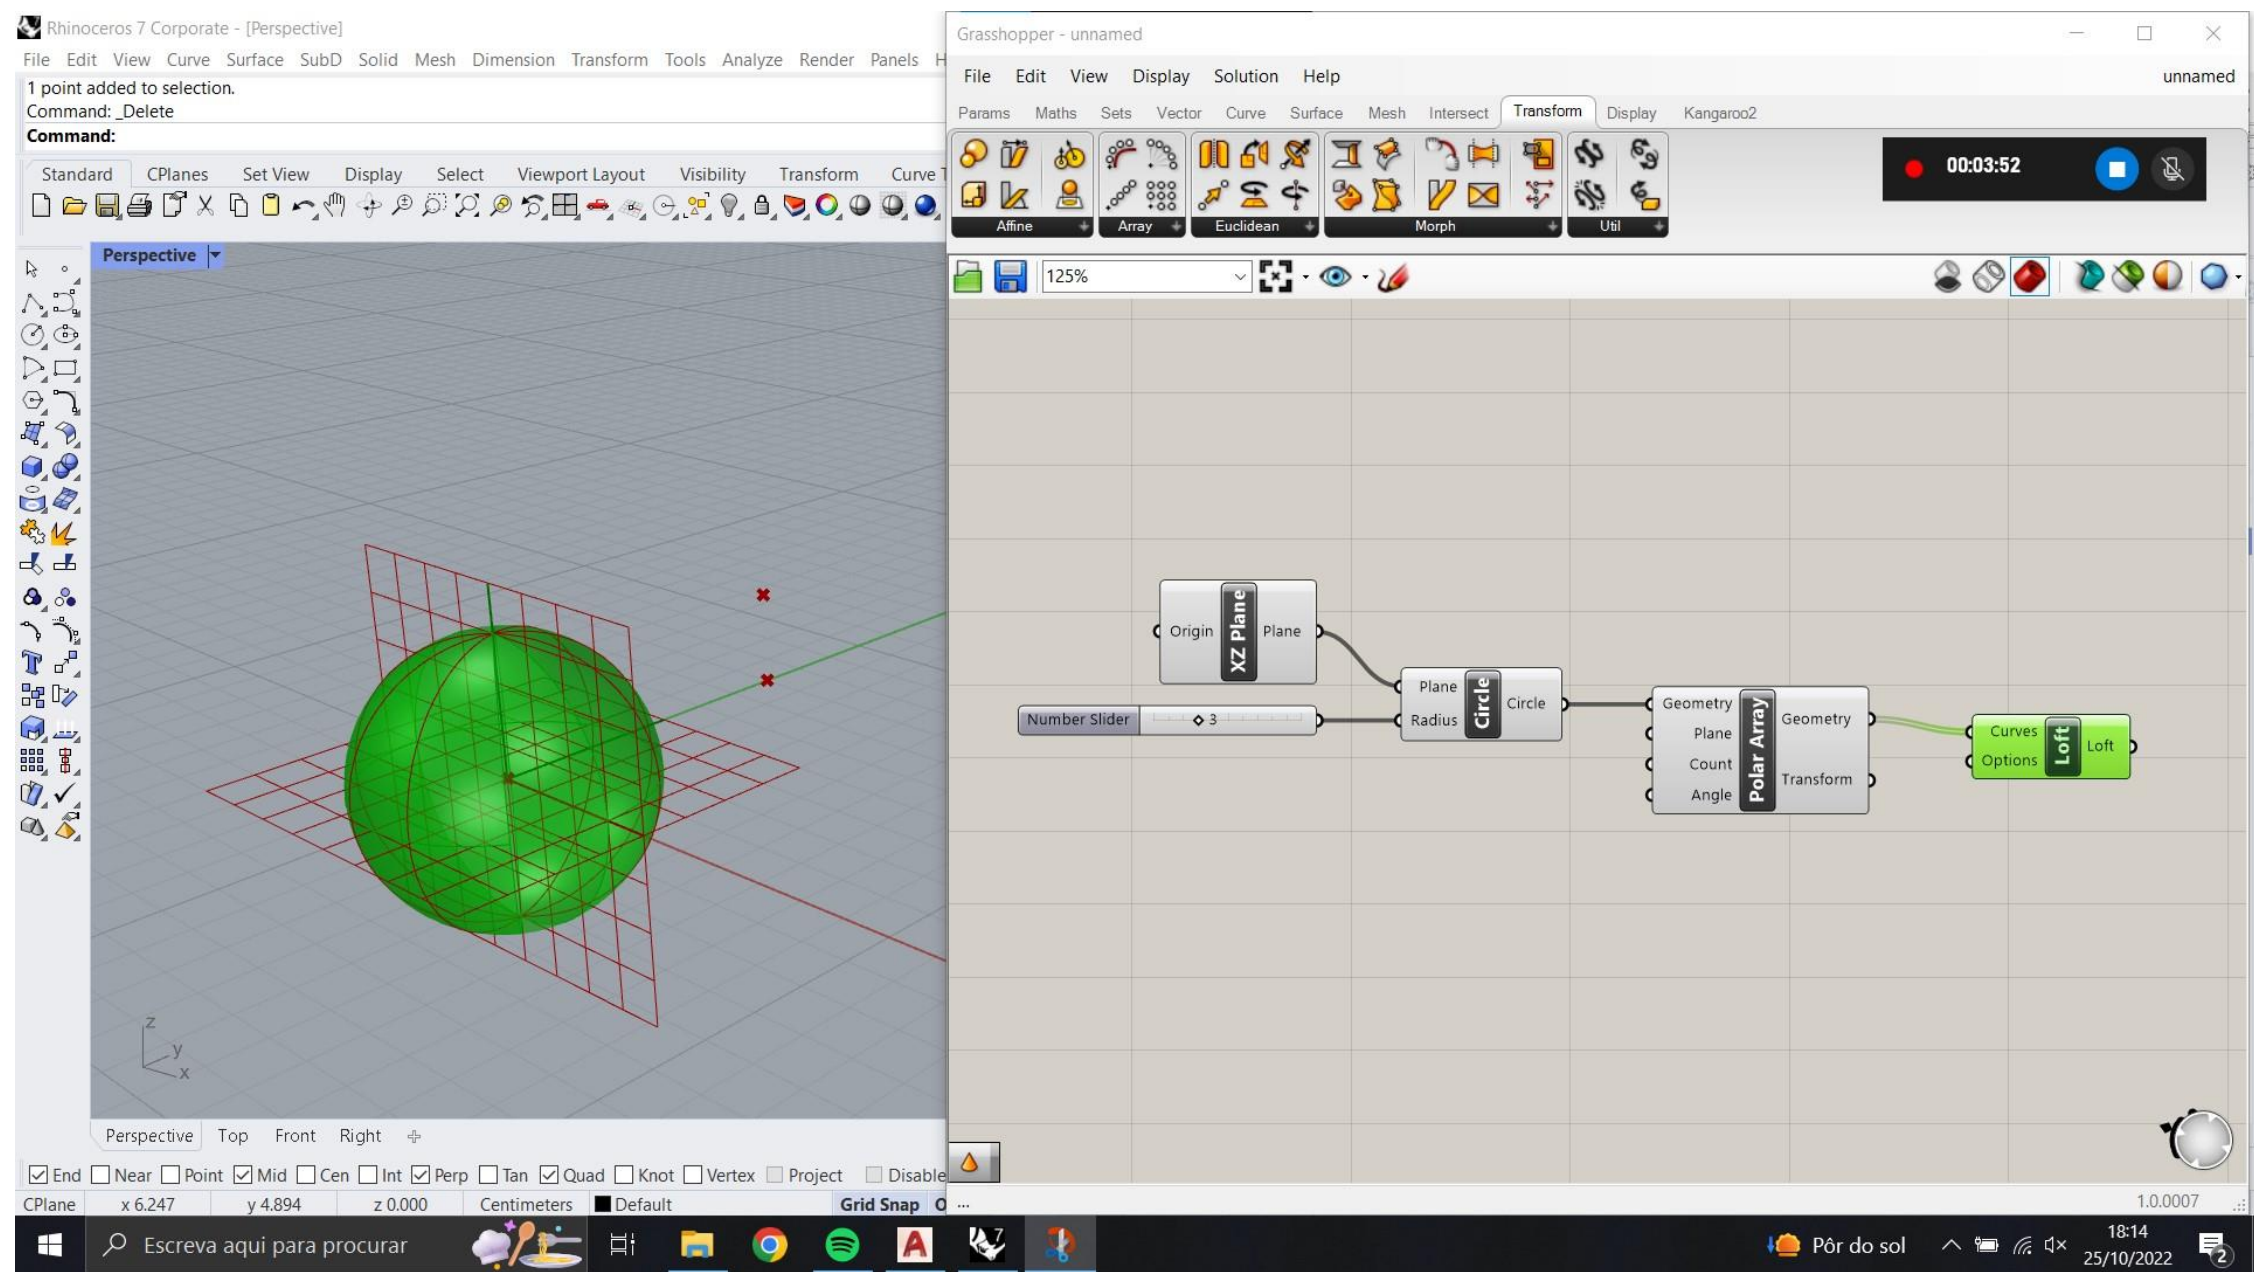 Rhinoceros 7 Corporate - [Perspective]
File Edit View Curve Surface SubD Solid Mesh Dimension Transform Tools Analyze Render Panels H
1 point added to selection.
Command: _Delete
Command:
Standard CPlanes Set View Display Select Viewport Layout Visibility Transform Curve T
Perspective
z
y
x
Perspective Top Front Right
End Near Point Mid Cen Int Perp Tan Quad Knot Vertex Project Disable
CPlane x 6.247 y 4.894 z 0.000 Centimeters Default Grid Snap O
Grasshopper - unnamed
File Edit View Display Solution Help unnamed
Params Maths Sets Vector Curve Surface Mesh Intersect Transform Display Kangaroo2
00:03:52
Affine Array Euclidean Morph Util
125%
Origin XZ Plane Plane
Number Slider 3
Plane Radius Circle Circle
Geometry Plane Count Angle Polar Array Geometry Transform
Curves Options Loft Loft
... 1.0.0007
Escreva aqui para procurar
A
7
Pôr do sol
18:14
25/10/2022
2